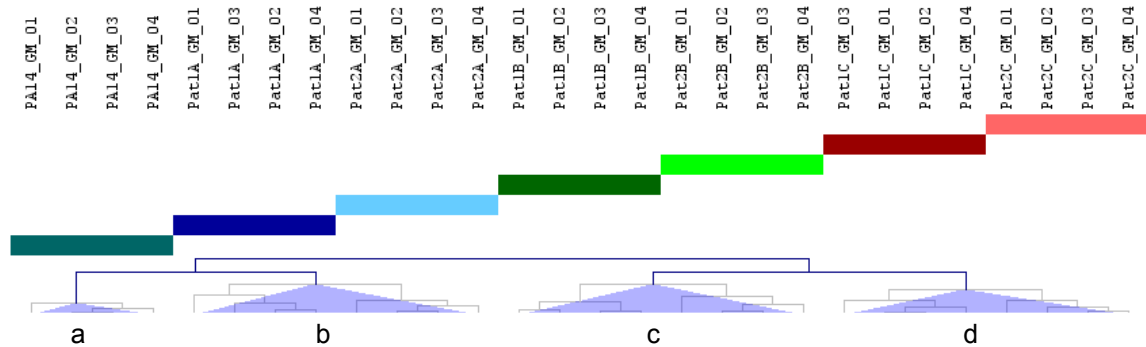 PA14_GM_01
PA14_GM_02
PA14_GM_03
PA14_GM_04
Pat1A_GM_01
Pat1A_GM_03
Pat1A_GM_02
Pat1A_GM_04
Pat2A_GM_01
Pat2A_GM_02
Pat2A_GM_03
Pat2A_GM_04
Pat1B_GM_01
Pat1B_GM_03
Pat1B_GM_02
Pat1B_GM_04
Pat2B_GM_01
Pat2B_GM_02
Pat2B_GM_03
Pat2B_GM_04
Pat1C_GM_03
Pat1C_GM_01
Pat1C_GM_02
Pat1C_GM_04
Pat2C_GM_01
Pat2C_GM_02
Pat2C_GM_03
Pat2C_GM_04
a
b
c
d